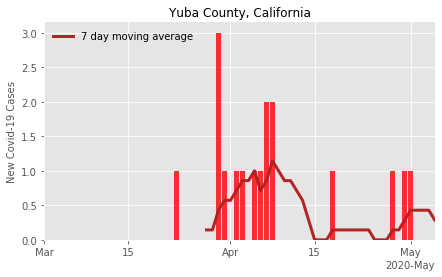 Yuba County, California
7 day moving average
New Covid-19 Cases
3.0
2.5
2.0
1.5
1.0
0.5
0.0
Mar
15
Apr
15
May
2020-May